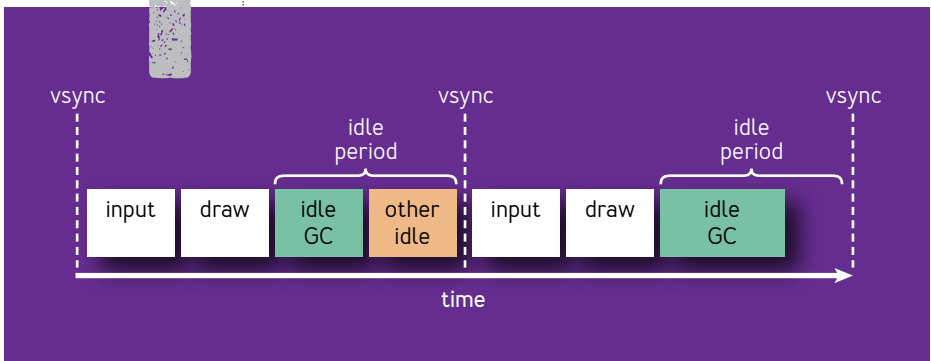 vsync
vsync
vsync
idle
period
idle
period
input
draw
idle
GC
other
idle
input
draw
idle
GC
time